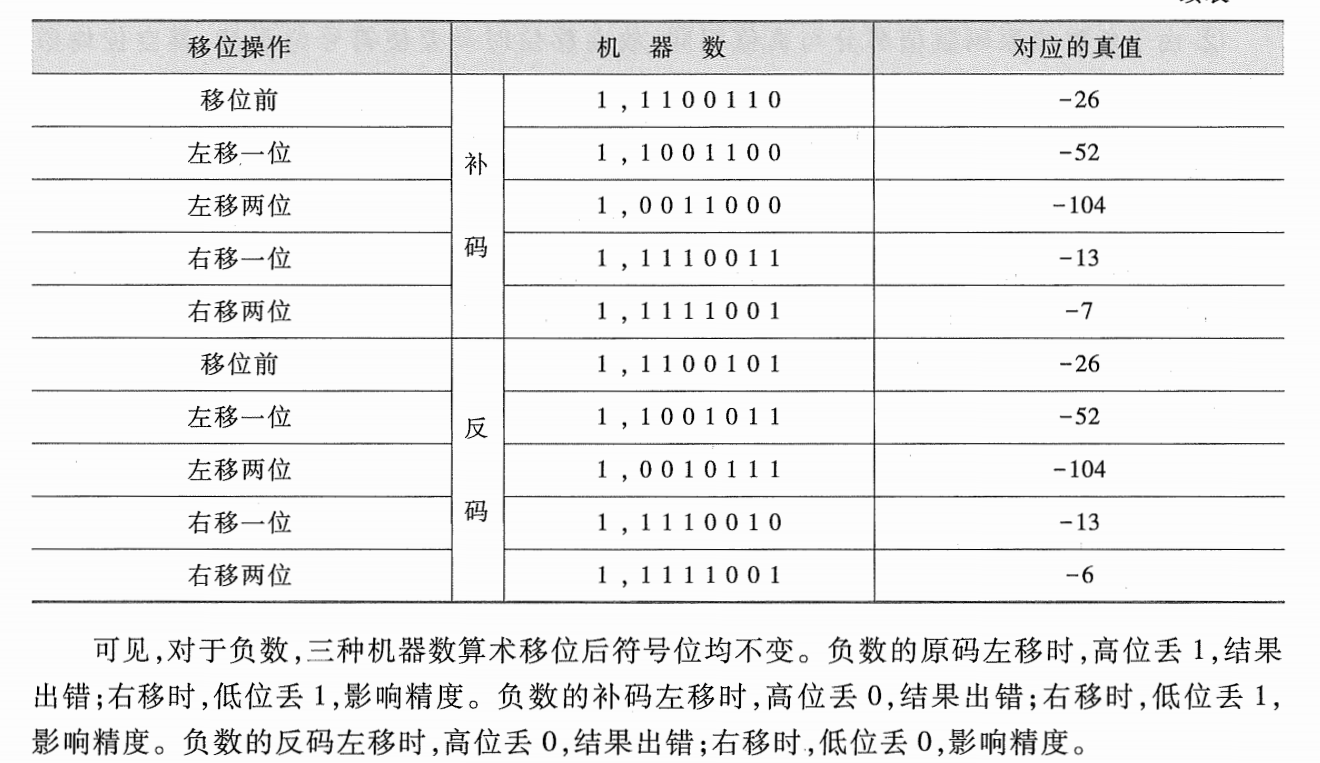 移位操作 机器数 对应的真值
移位前 补码 1,1100110 -26
左移一位 1,1001100 -52
左移两位 1,0011000 -104
右移一位 1,1110011 -13
右移两位 1,1111001 -7
移位前 反码 1,1100101 -26
左移一位 1,1001011 -52
左移两位 1,0010111 -104
右移一位 1,1110010 -13
右移两位 1,1111001 -6
可见,对于负数,三种机器数算术移位后符号位均不变。负数的原码左移时,高位丢1,结果
出错;右移时,低位丢1,影响精度。负数的补码左移时,高位丢0,结果出错;右移时,低位丢1,
影响精度。负数的反码左移时,高位丢0,结果出错;右移时,低位丢0,影响精度。